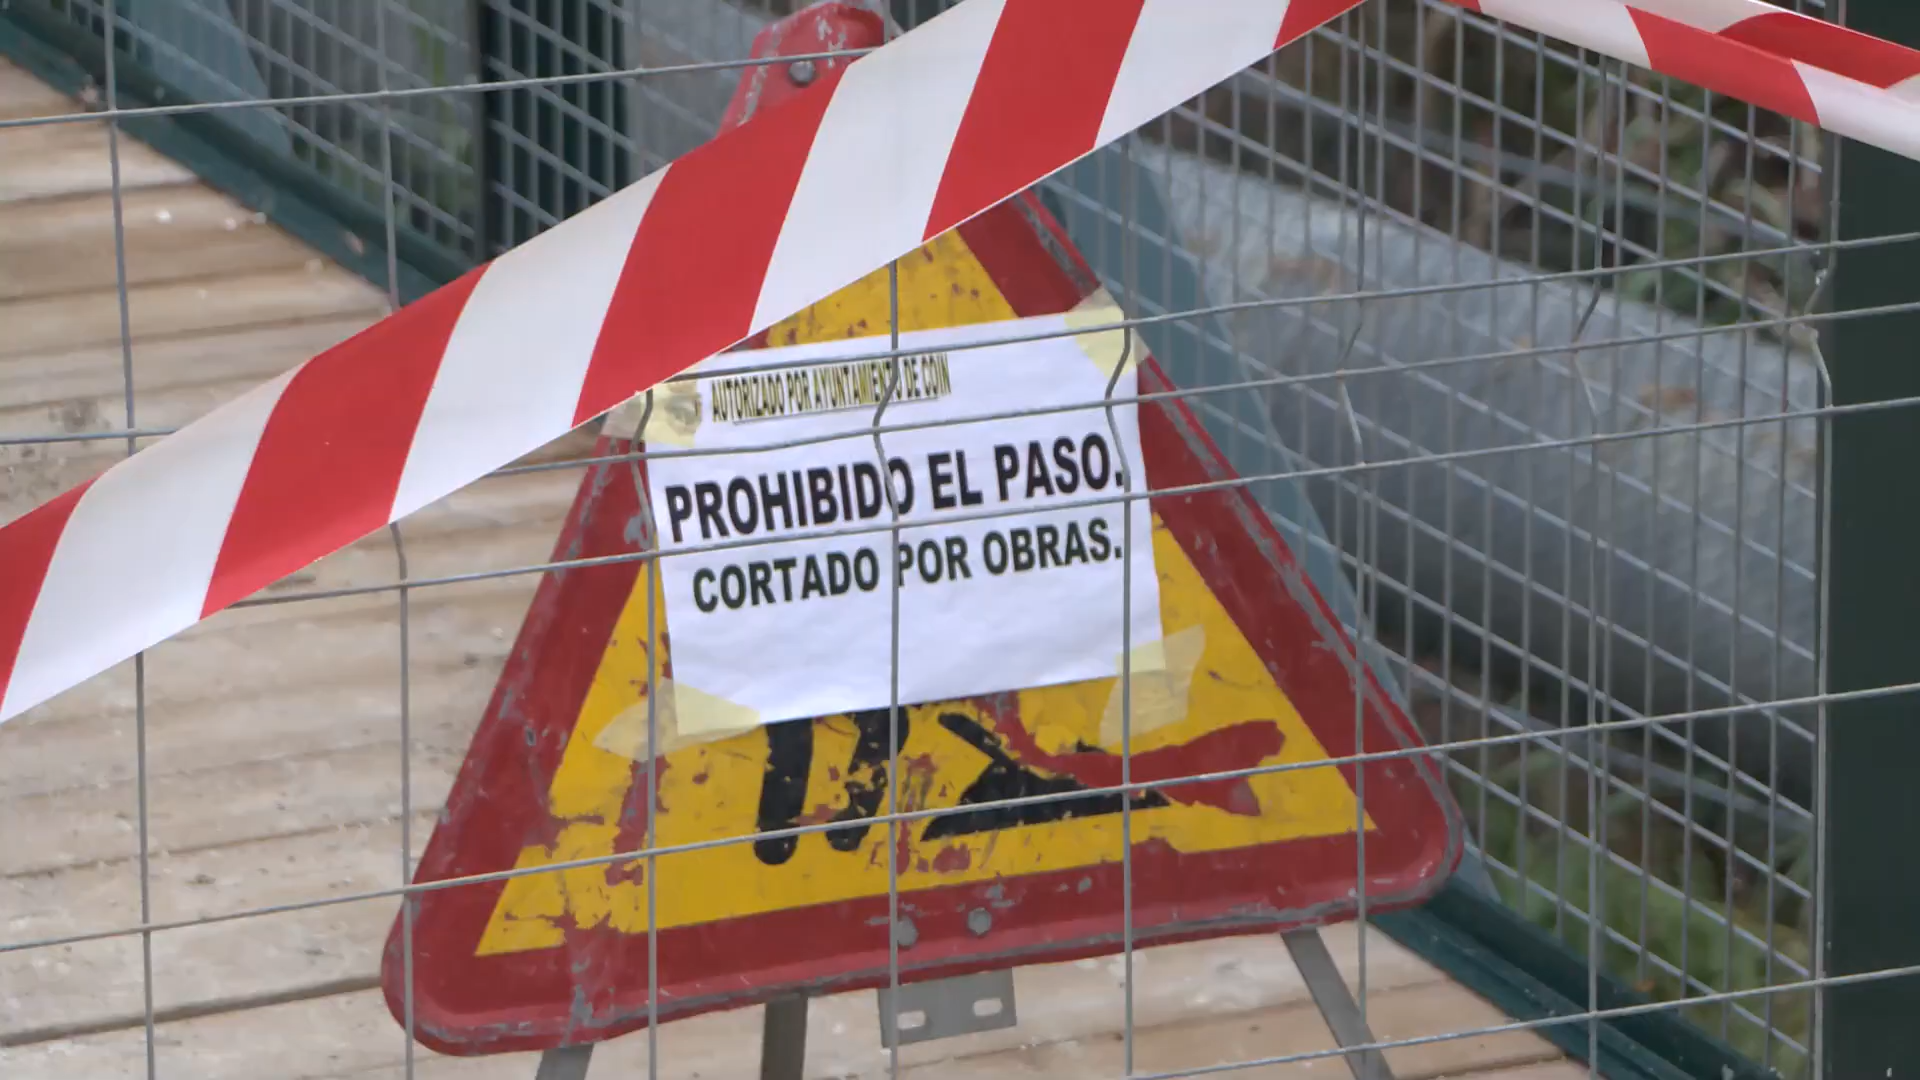 AUTORIZADO POR AYUNTAMIENTO DE COIN
PROHIBIDO EL PASO.
CORTADO POR OBRAS.